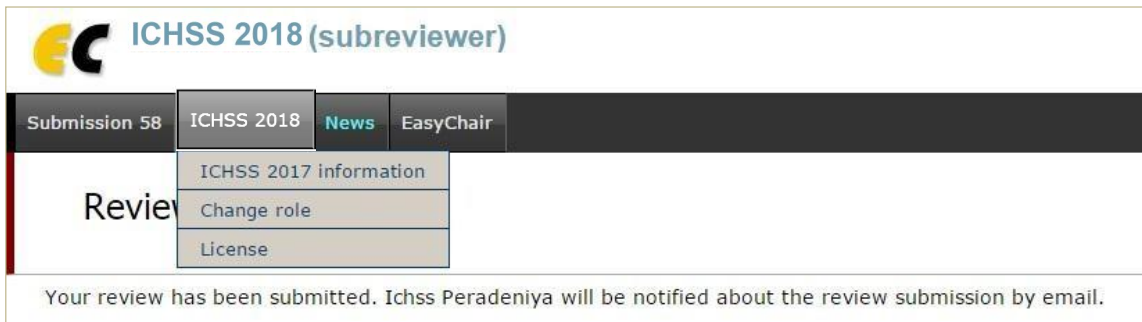 EC ICHSS 2018 (subreviewer)
Submission 58 ICHSS 2018 News EasyChair
ICHSS 2017 information
Change role
License
Your review has been submitted. Ichss Peradeniya will be notified about the review submission by email.